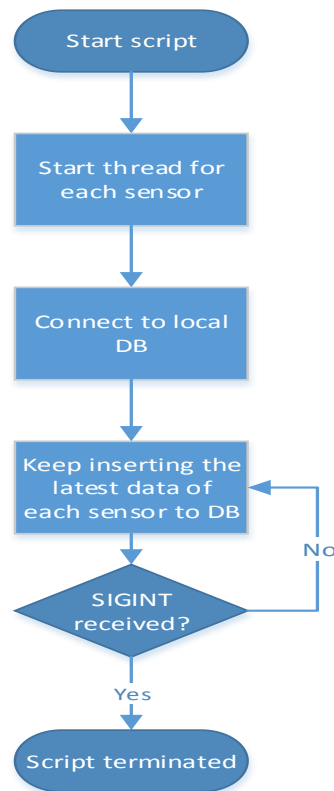 Start script
Start thread for
each sensor
Connect to local
DB
Keep inserting the
latest data of
each sensor to DB
No
SIGINT
received?
Yes
Script terminated